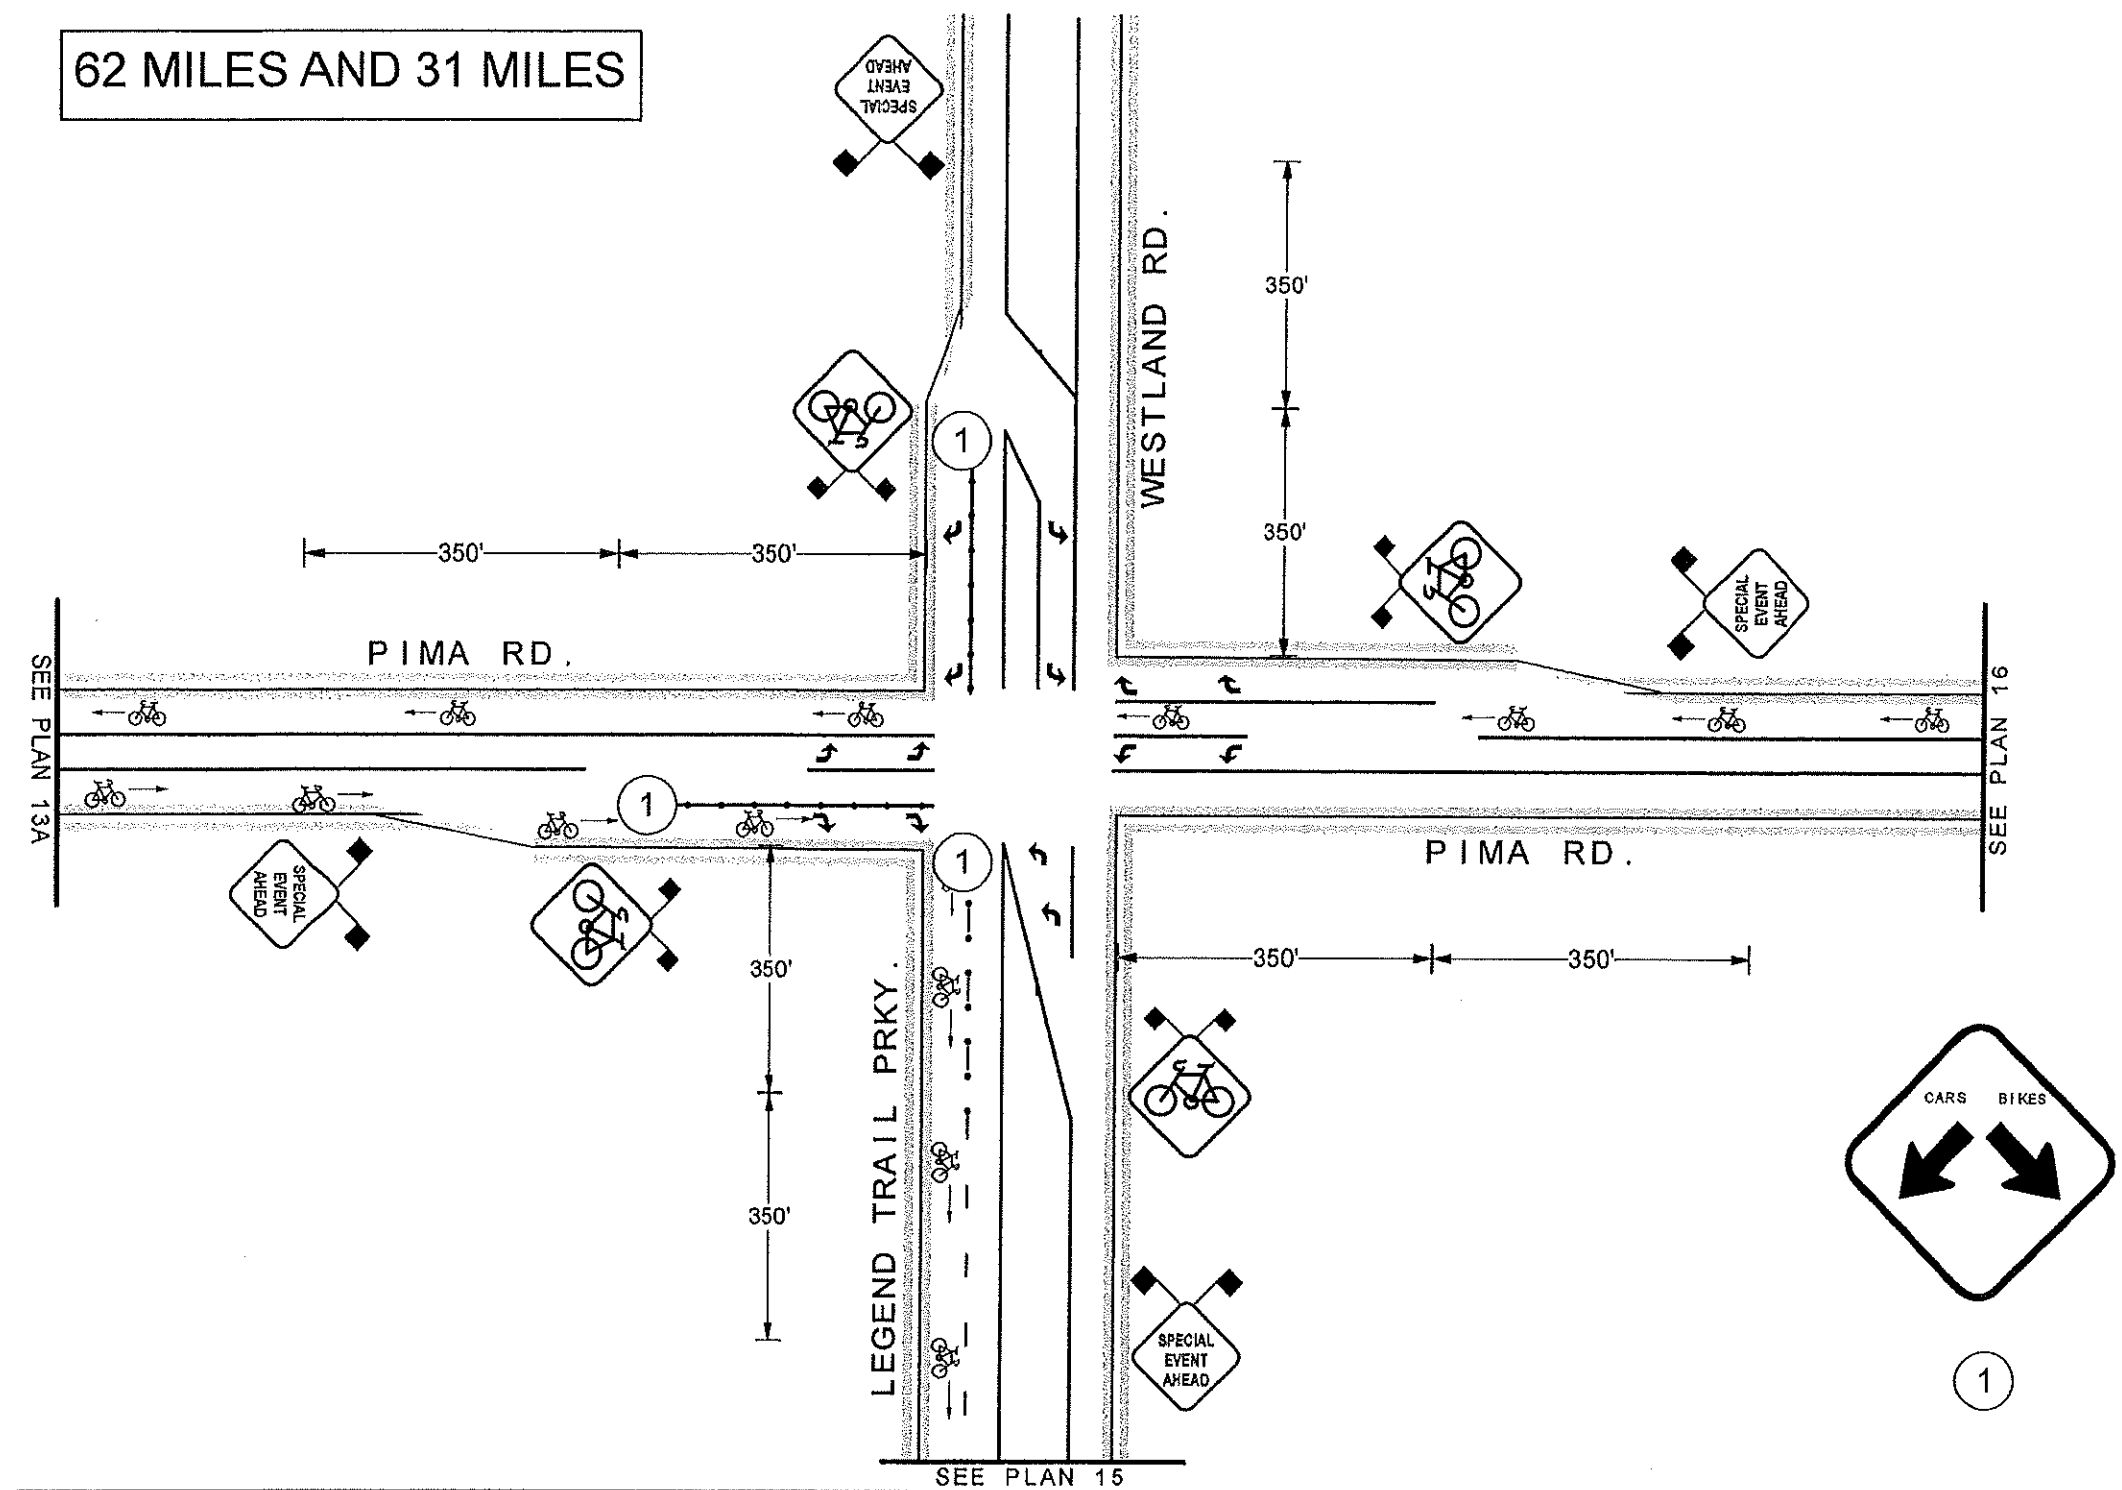 62 MILES AND 31 MILES
SPECIAL
EVENT
AHEAD
WESTLAND RD.
350'
350'
1
350'
350'
PIMA RD.
SPECIAL
EVENT
AHEAD
SEE PLAN 13A
SEE PLAN 16
1
1
PIMA RD.
SPECIAL
EVENT
AHEAD
350'
350'
350'
350'
LEGEND TRAIL PRKY.
CARS BIKES
SPECIAL
EVENT
AHEAD
1
SEE PLAN 15